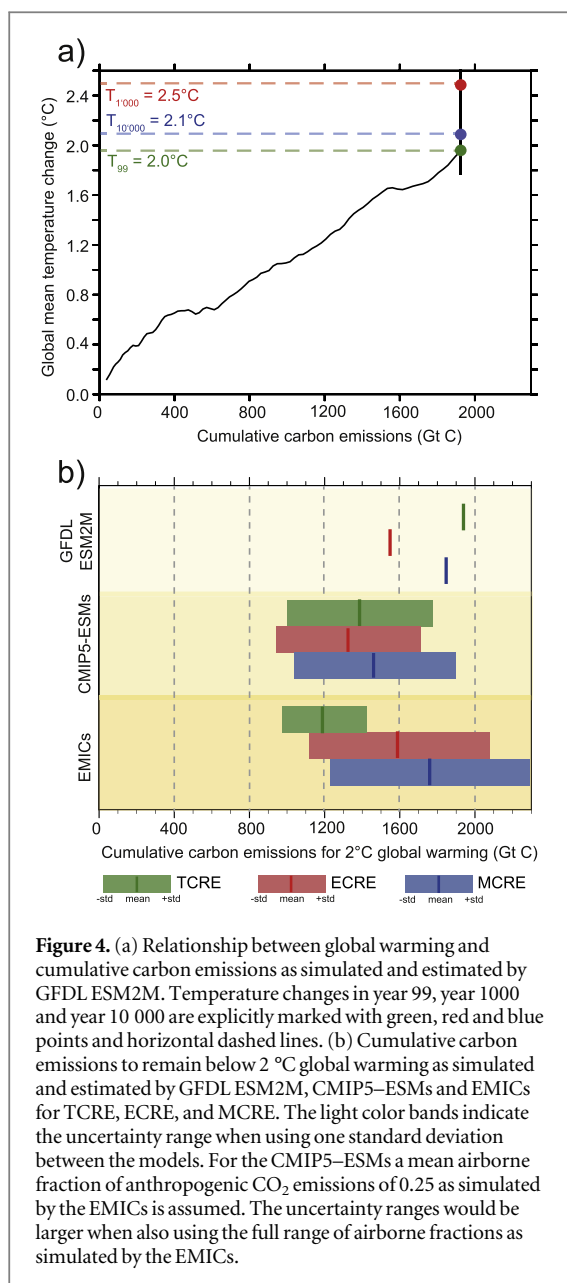 a)
T1'000 = 2.5°C
T10'000 = 2.1°C
T99 = 2.0°C
Global mean temperature change (°C)
2.4
2.0
1.6
1.2
0.8
0.4
0.0
400 800 1200 1600 2000
Cumulative carbon emissions (Gt C)
b)
GFDL
ESM2M
CMIP5-ESMs
EMICs
0 400 800 1200 1600 2000
Cumulative carbon emissions for 2°C global warming (Gt C)
TCRE ECRE MCRE
-std mean +std -std mean +std -std mean +std
Figure 4. (a) Relationship between global warming and
cumulative carbon emissions as simulated and estimated by
GFDL ESM2M. Temperature changes in year 99, year 1000
and year 10 000 are explicitly marked with green, red and blue
points and horizontal dashed lines. (b) Cumulative carbon
emissions to remain below 2 °C global warming as simulated
and estimated by GFDL ESM2M, CMIP5–ESMs and EMICs
for TCRE, ECRE, and MCRE. The light color bands indicate
the uncertainty range when using one standard deviation
between the models. For the CMIP5–ESMs a mean airborne
fraction of anthropogenic CO₂ emissions of 0.25 as simulated
by the EMICs is assumed. The uncertainty ranges would be
larger when also using the full range of airborne fractions as
simulated by the EMICs.